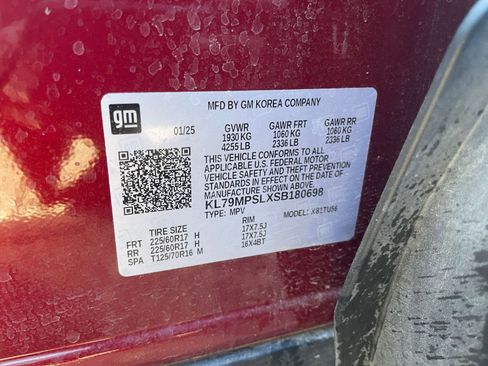 gm
MFD BY GM KOREA COMPANY
01/25 GVWR GAWR FRT GAWR RR
1930 KG 1060 KG 1060 KG
4255 LB 2336 LB 2336 LB
THIS VEHICLE CONFORMS TO ALL
APPLICABLE U.S. FEDERAL MOTOR
VEHICLE SAFETY AND THEFT PREVENTION
STANDARDS IN EFFECT ON THE DATE OF
MANUFACTURE SHOWN ABOVE.
KL79MPSLXSB180698
TYPE: MPV MODEL: XB1TU56
TIRE SIZE RIM
FRT 225/60R17 H 17X7.5J
RR 225/60R17 H 17X7.5J
SPA T125/70R16 M 16X4BT